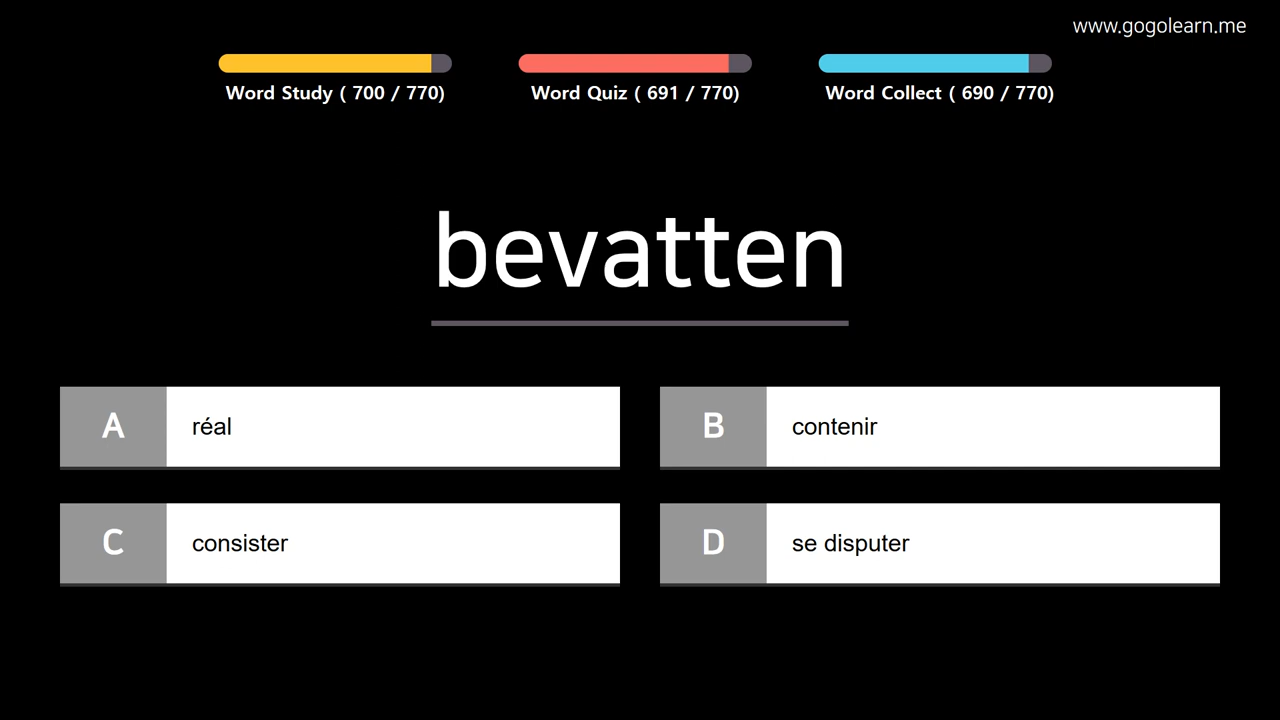 www.gogolearn.me
Word Study ( 700 / 770)
Word Quiz ( 691 / 770)
Word Collect ( 690 / 770)
bevatten
A réal
B contenir
C consister
D se disputer